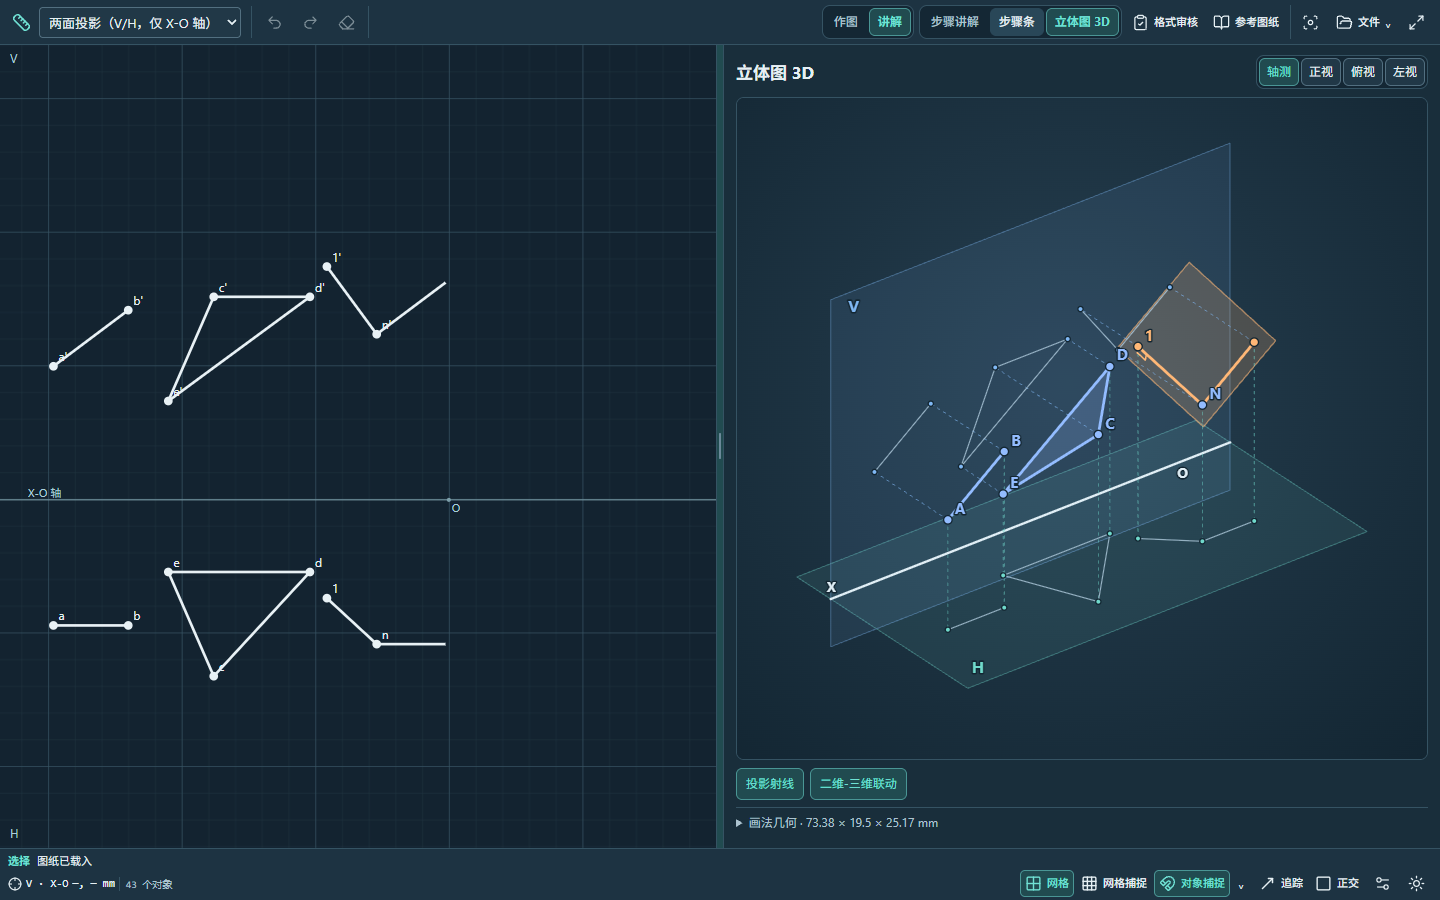 两面投影（V/H，仅 X-O 轴）
作图
讲解
步骤讲解
步骤条
立体图 3D
格式审核
参考图纸
文件
V
1'
c'
d'
b'
n'
a'
e'
X-O 轴
O
e
d
1
a
b
n
c
H
立体图 3D
轴测
正视
俯视
左视
V
1
D
N
C
B
E
A
O
X
H
投影射线
二维-三维联动
画法几何 · 73.38 × 19.5 × 25.17 mm
选择 图纸已载入
V · X-O —, — mm
43 个对象
网格
网格捕捉
对象捕捉
追踪
正交